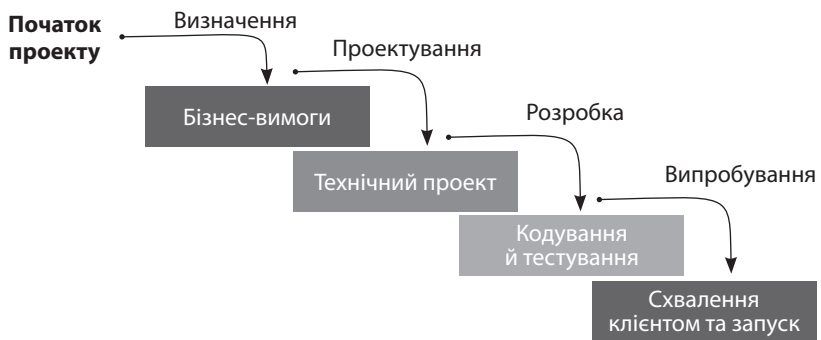 Початок
проекту
Визначення
Проектування
Бізнес-вимоги
Розробка
Технічний проект
Випробування
Кодування
й тестування
Схвалення
клієнтом та запуск